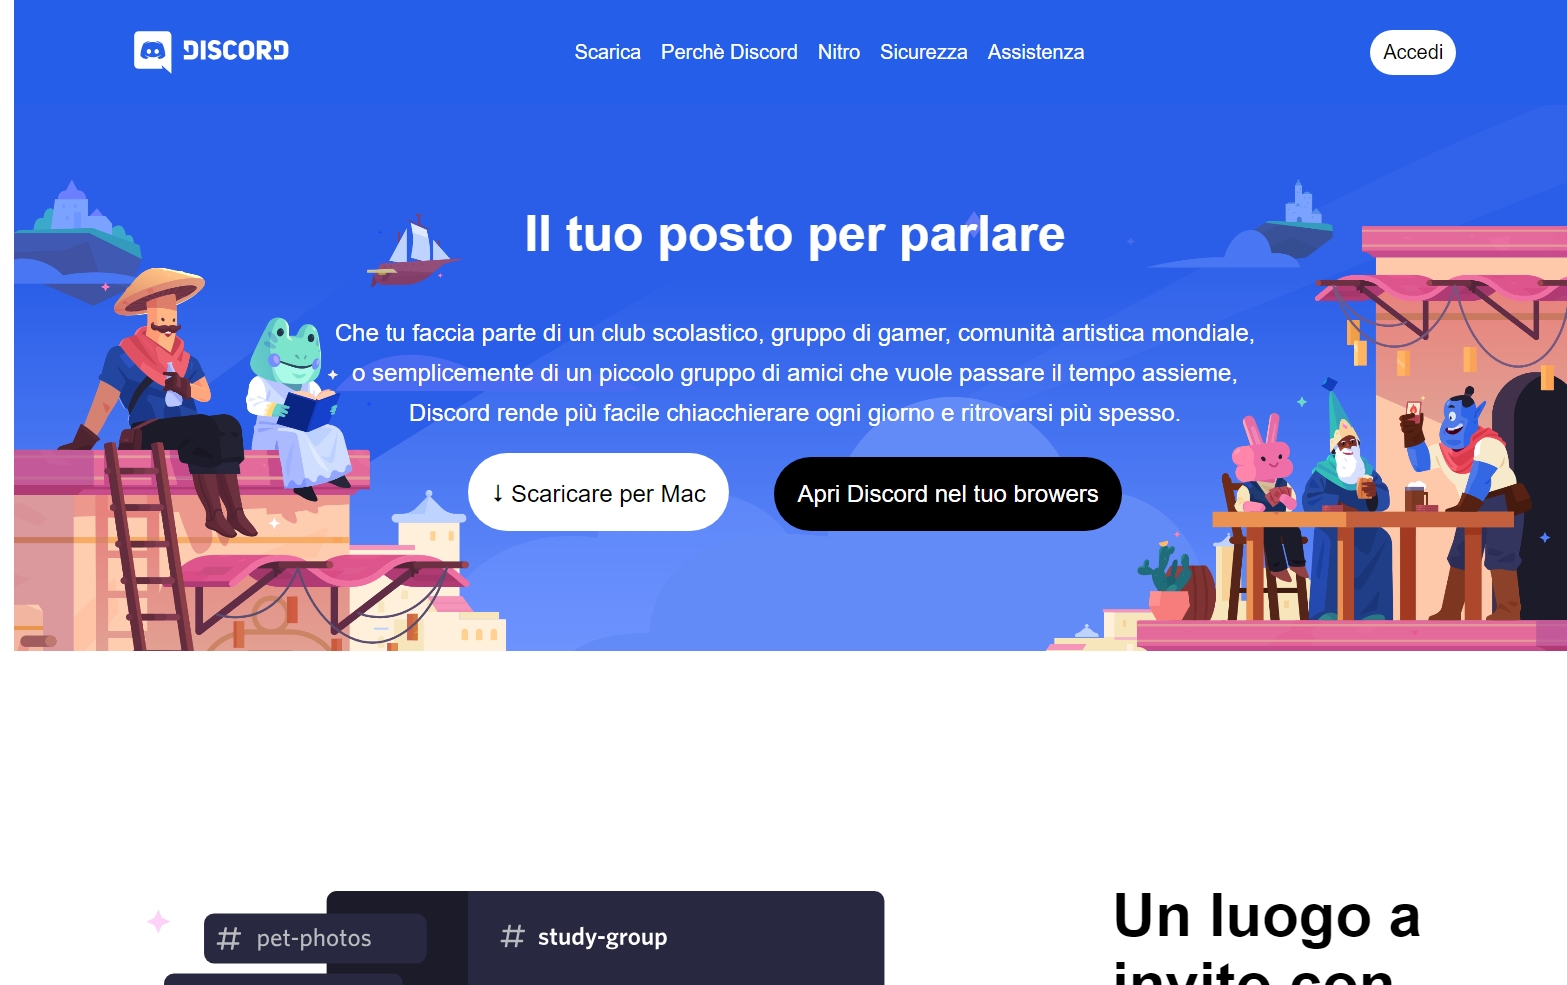 DISCORD
Scarica Perchè Discord Nitro Sicurezza Assistenza
Accedi
Il tuo posto per parlare
Che tu faccia parte di un club scolastico, gruppo di gamer, comunità artistica mondiale,
o semplicemente di un piccolo gruppo di amici che vuole passare il tempo assieme,
Discord rende più facile chiacchierare ogni giorno e ritrovarsi più spesso.
↓ Scaricare per Mac
Apri Discord nel tuo browers
# pet-photos
# study-group
Un luogo a
invito con